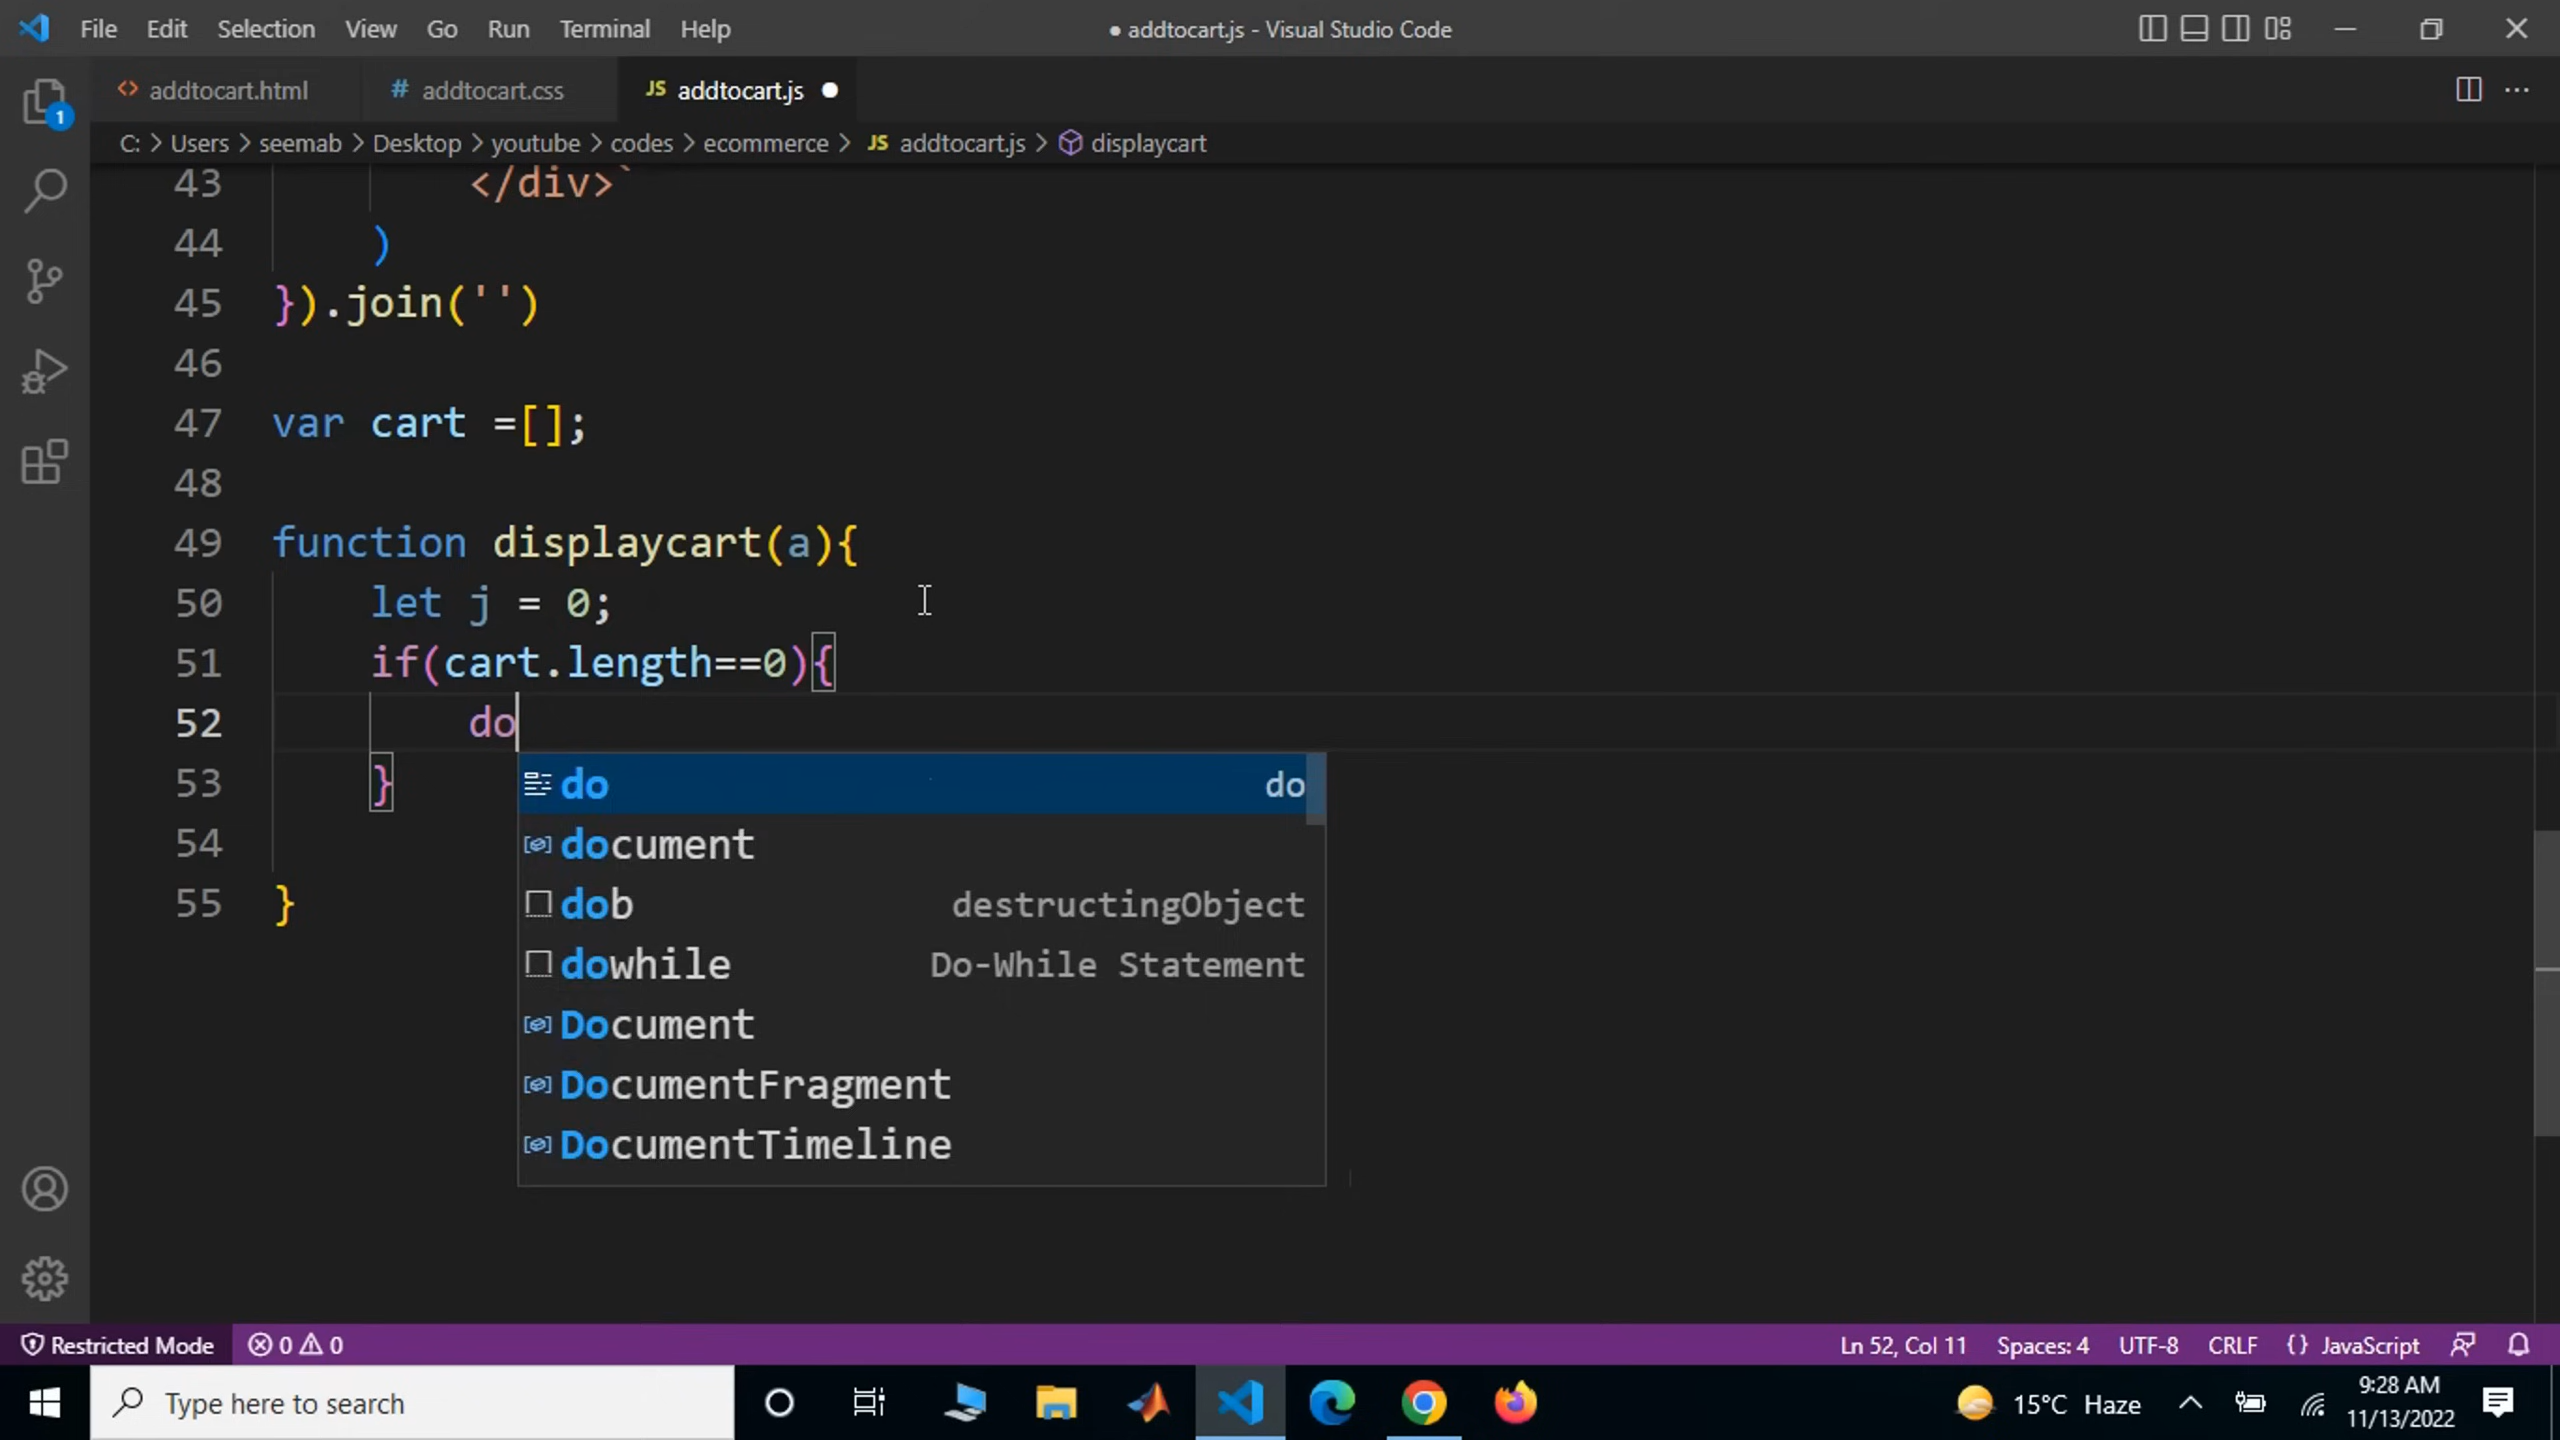 File Edit Selection View Go Run Terminal Help
● addtocart.js - Visual Studio Code
addtocart.html
# addtocart.css
JS addtocart.js ●
1
C: > Users > seemab > Desktop > youtube > codes > ecommerce > JS addtocart.js > displaycart
43 </div>`
44 )
45 }).join('')
46
47 var cart =[];
48
49 function displaycart(a){
50 let j = 0;
51 if(cart.length==0){
52 do
53 }
54
55 }
do do
document
dob destructingObject
dowhile Do-While Statement
Document
DocumentFragment
DocumentTimeline
Restricted Mode 0 0 Ln 52, Col 11 Spaces: 4 UTF-8 CRLF {} JavaScript
Type here to search
15°C Haze
9:28 AM
11/13/2022